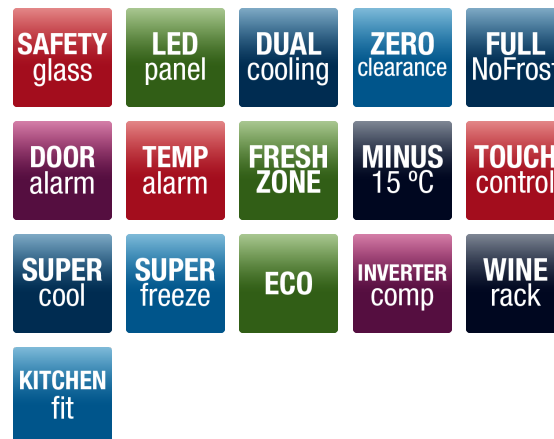 SAFETY
glass
LED
panel
DUAL
cooling
ZERO
clearance
FULL
NoFrost
DOOR
alarm
TEMP
alarm
FRESH
ZONE
MINUS
15 ºC
TOUCH
control
SUPER
cool
SUPER
freeze
ECO
INVERTER
comp
WINE
rack
KITCHEN
fit